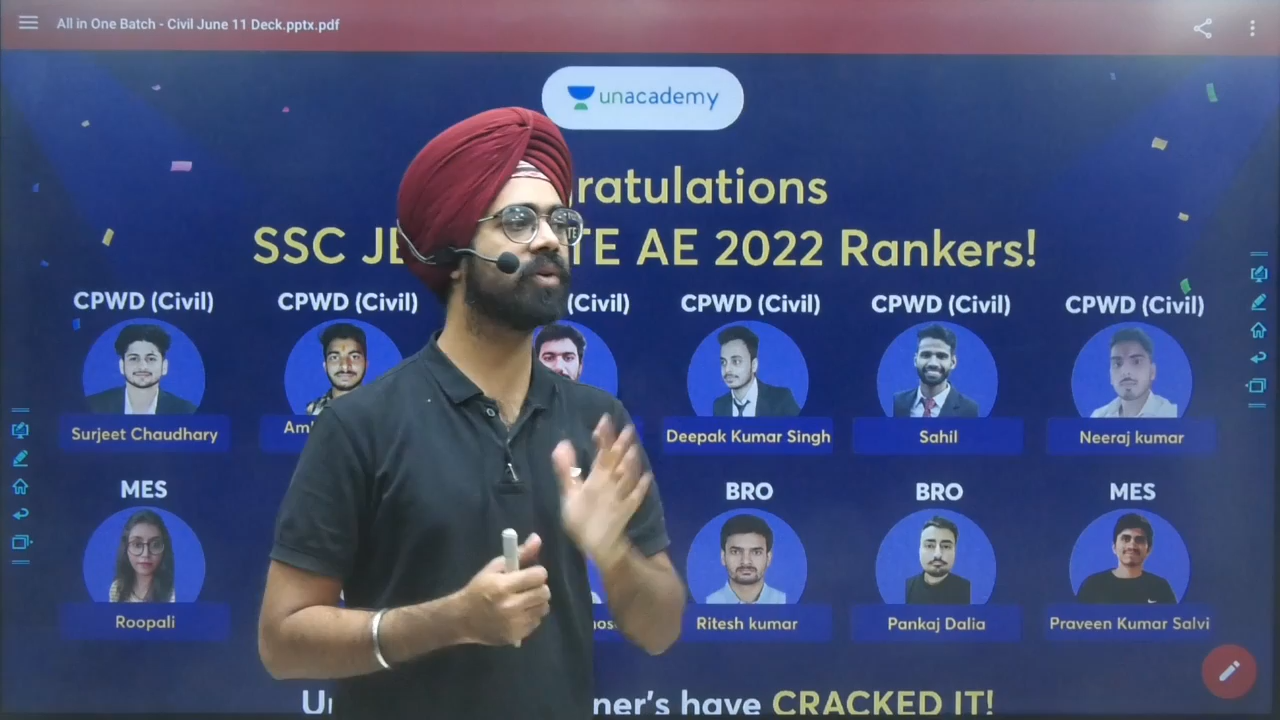 All in One Batch - Civil June 11 Deck.pptx.pdf
unacademy
ratulations
SSC JE TE AE 2022 Rankers!
CPWD (Civil) CPWD (Civil) (Civil) CPWD (Civil) CPWD (Civil) CPWD (Civil)
Surjeet Chaudhary Deepak Kumar Singh Sahil Neeraj kumar
MES BRO BRO MES
Roopali Ritesh kumar Pankaj Dalia Praveen Kumar Salvi
ner's have CRACKED IT!